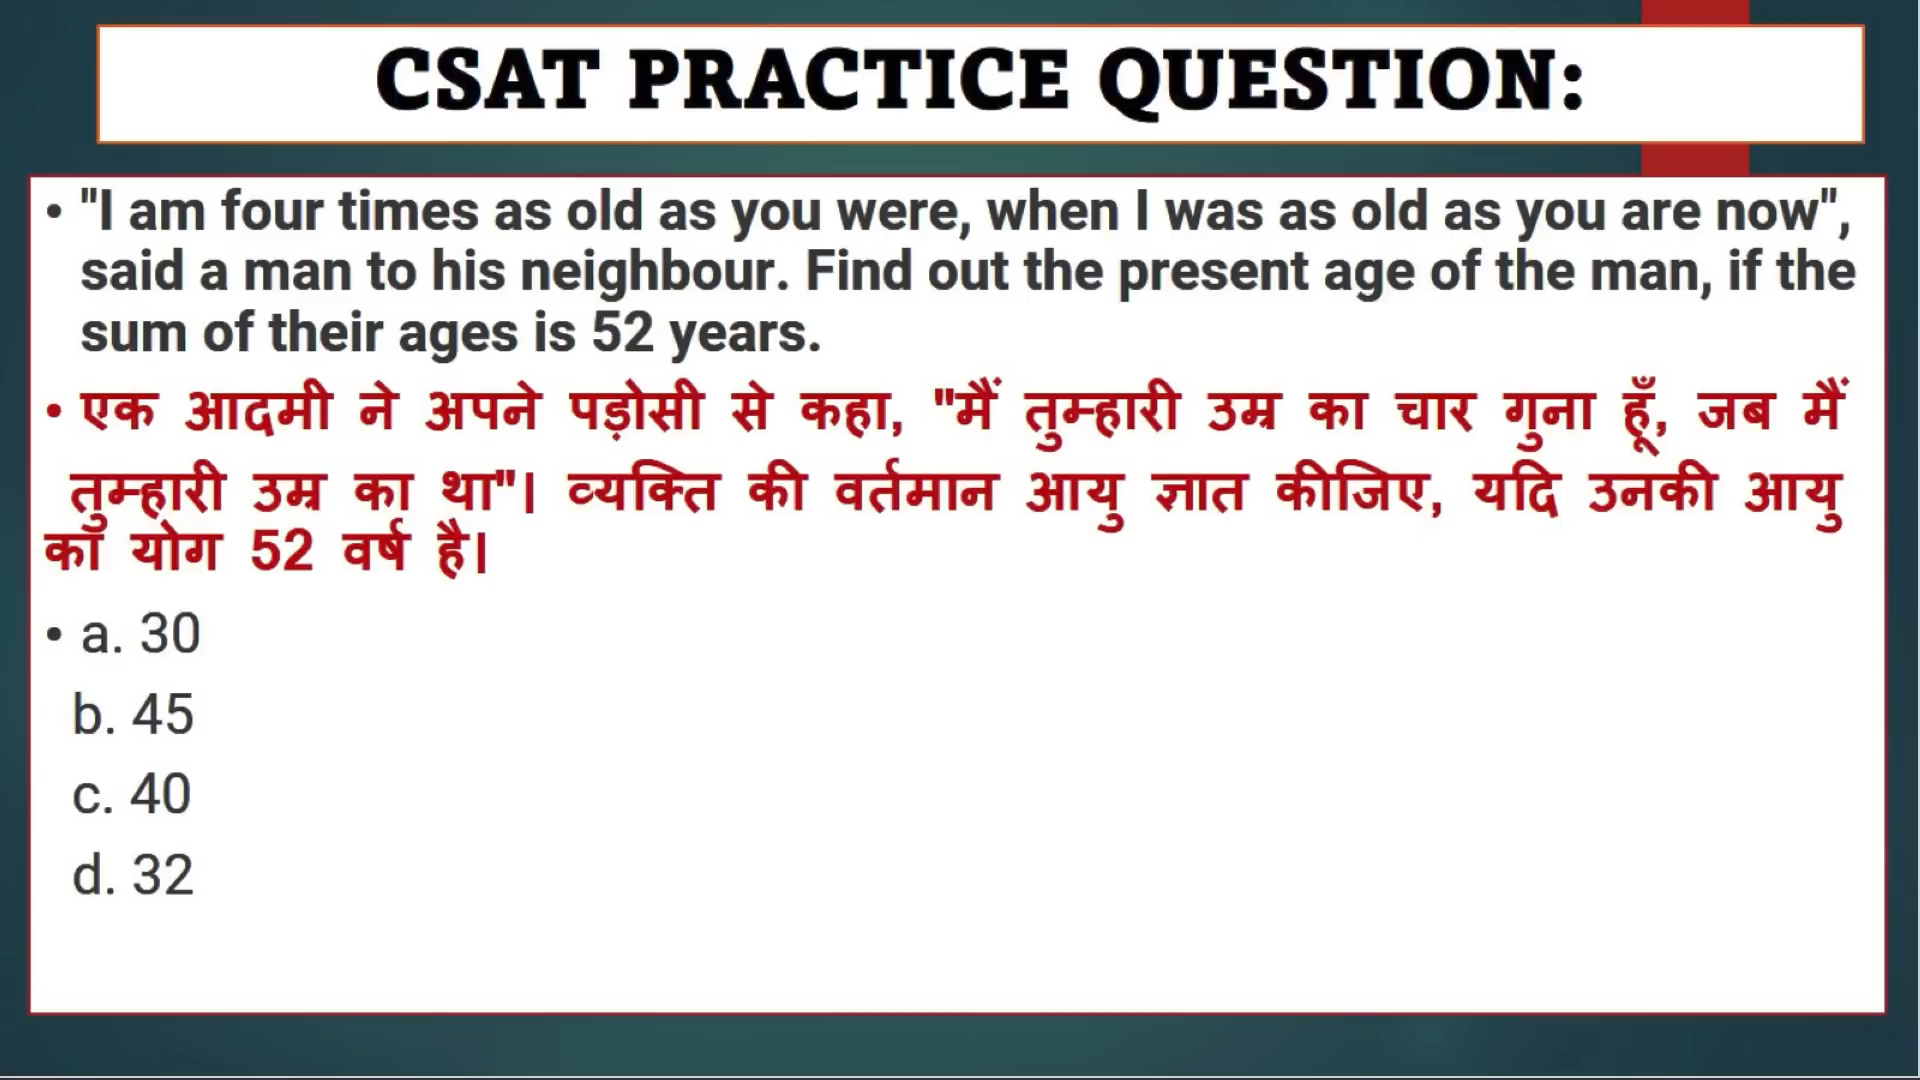 CSAT PRACTICE QUESTION:
• "I am four times as old as you were, when I was as old as you are now",
said a man to his neighbour. Find out the present age of the man, if the
sum of their ages is 52 years.
• एक आदमी ने अपने पड़ोसी से कहा, "मैं तुम्हारी उम्र का चार गुना हूँ, जब मैं
तुम्हारी उम्र का था"। व्यक्ति की वर्तमान आयु ज्ञात कीजिए, यदि उनकी आयु
का योग 52 वर्ष है।
• a. 30
b. 45
c. 40
d. 32